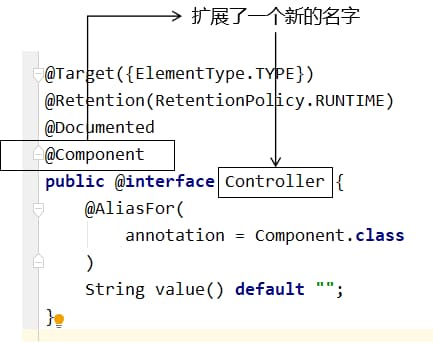 扩展了一个新的名字
@Target({ElementType.TYPE})
@Retention(RetentionPolicy.RUNTIME)
@Documented
@Component
public @interface Controller {
    @AliasFor(
        annotation = Component.class
    )
    String value() default "";
}